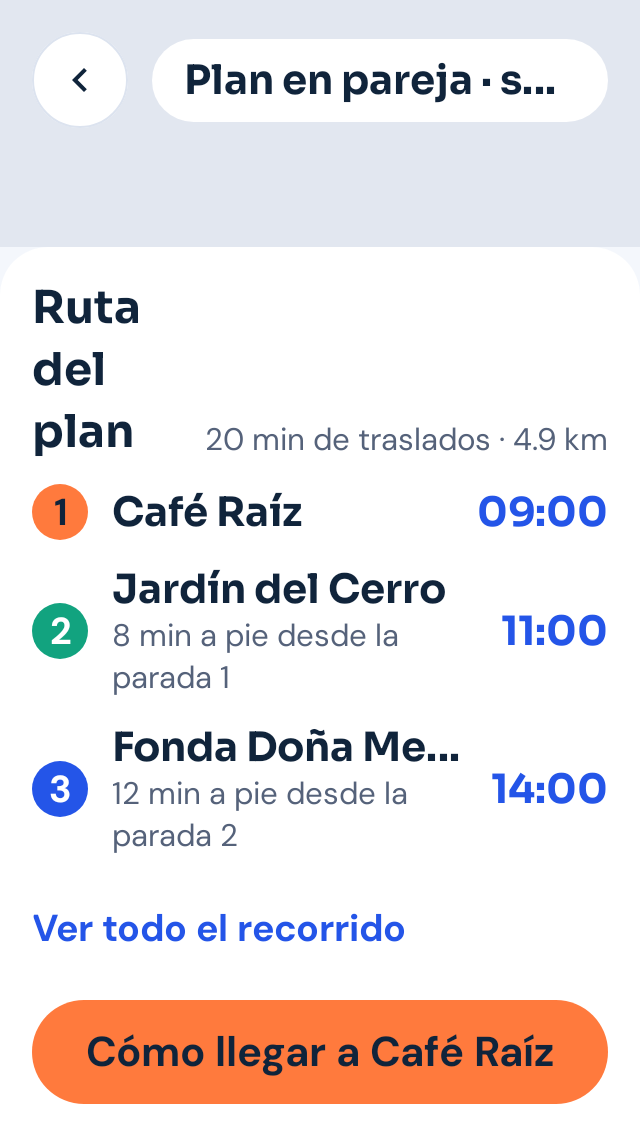 Plan en pareja · s...
Ruta
del
plan
20 min de traslados · 4.9 km
1 Café Raíz 09:00
Jardín del Cerro
2 8 min a pie desde la 11:00
parada 1
Fonda Doña Me...
3 12 min a pie desde la 14:00
parada 2
Ver todo el recorrido
Cómo llegar a Café Raíz